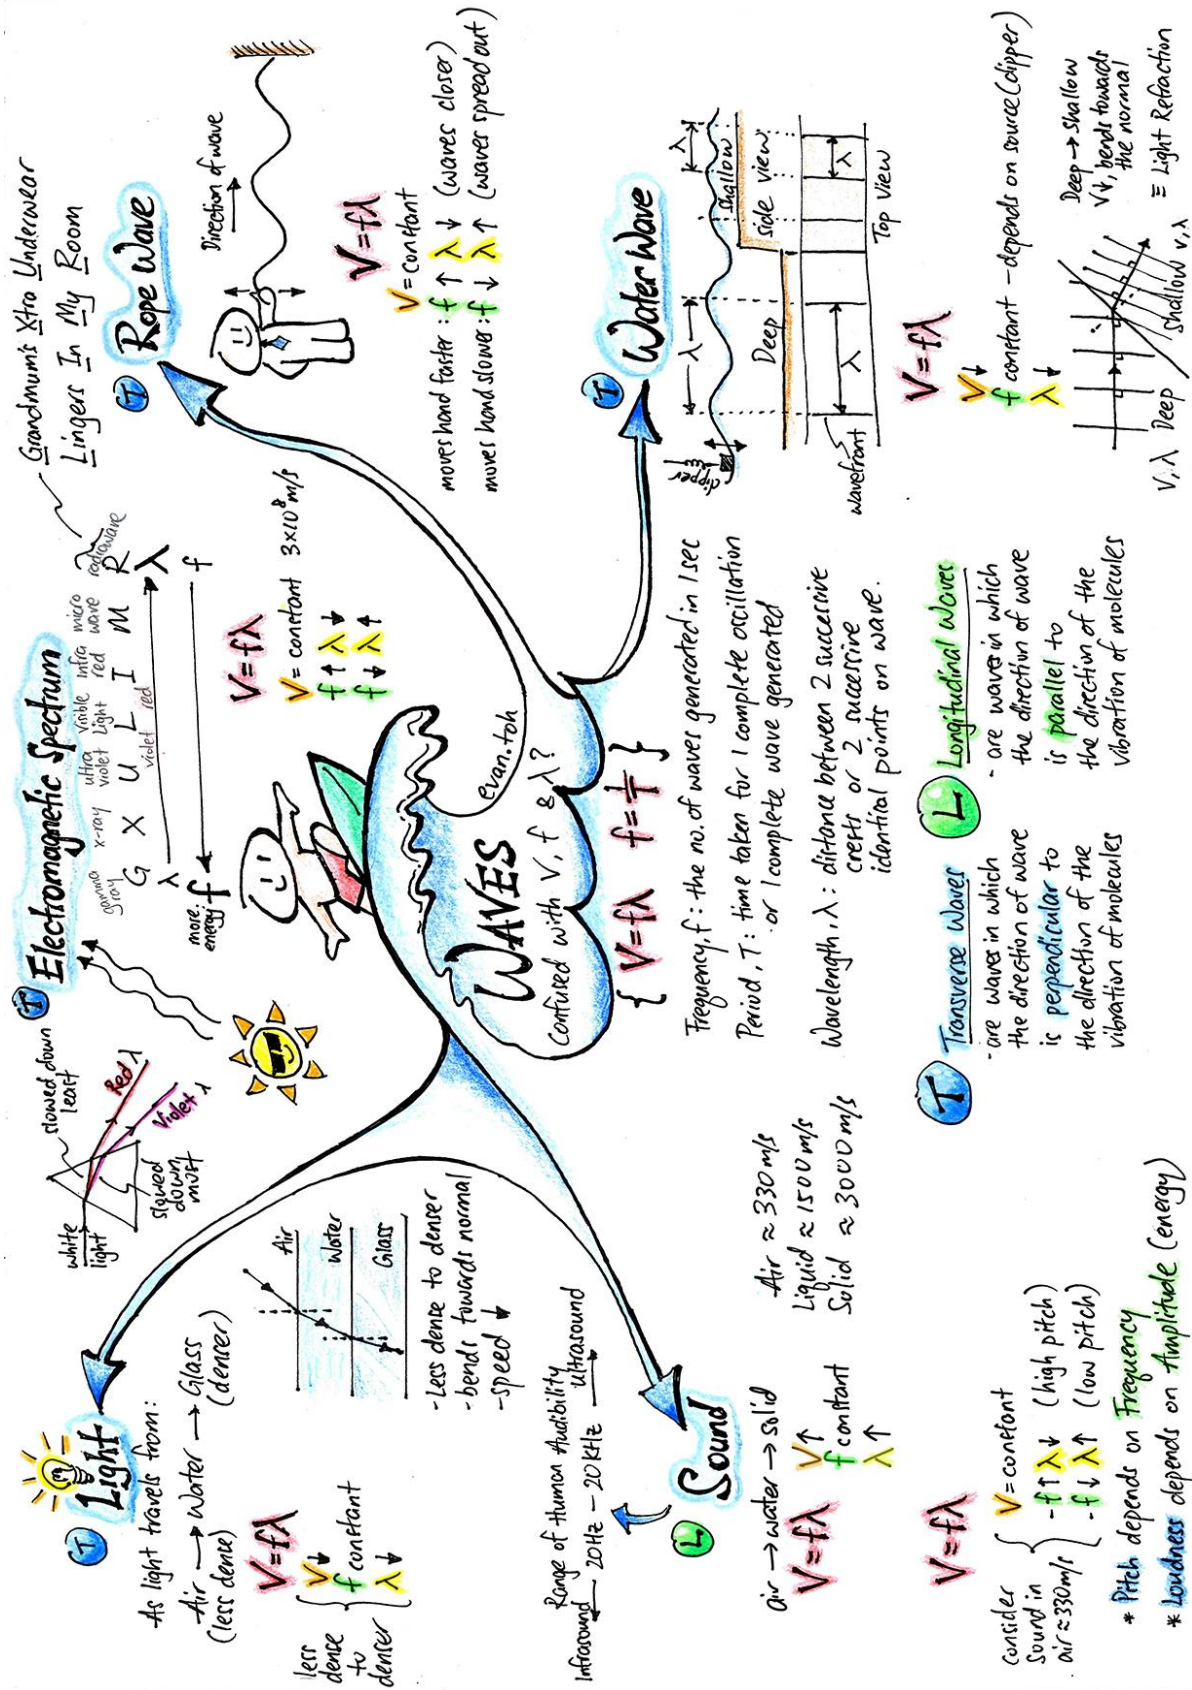 Light
As light travels from:
Air → Water → Glass
(less dense) (denser)
V=fλ
less
dense
to
denser
V↓
f constant
λ↓
white
light
slowed down
least
Red λ
Violet λ
slowed
down
most
Air
Water
Glass
- Less dense to denser
- bends towards normal
- speed ↓
T
Electromagnetic Spectrum
gamma
ray
x-ray
ultra
violet
visible
light
infra
red
micro
wave
radiowave
G X U L I M R
violet red
λ λ
f f
more
energy
V=fλ
V = constant 3×10⁸ m/s
f↑ λ↓
f↓ λ↑
Grandmum's Xtra Underwear
Lingers In My Room
T
Rope Wave
Direction of wave
V=fλ
V = constant
moves hand faster : f ↑ λ ↓ (waves closer)
moves hand slower : f ↓ λ ↑ (waves spread out)
T
WAVES
Confused with V, f & λ?
evan.toh
{ V=fλ f=1/T }
Frequency, f : the no. of waves generated in 1 sec
Period, T : time taken for 1 complete oscillation
or 1 complete wave generated
Wavelength, λ : distance between 2 successive
crests or 2 successive
identical points on wave.
T
Water Wave
dipper
λ
λ
Deep
Shallow
side view
wavefront
λ
λ
Top View
V=fλ
V↓
f constant - depends on source (dipper)
λ↓
Deep → shallow
V↓, bends towards
the normal
≡ Light Refraction
V, λ Deep
shallow v, λ
L
Sound
Range of Human Audibility
Infrasound ← 20Hz – 20KHz → Ultrasound
air → water → solid
V=fλ
V↑
f constant
λ↑
Air ≈ 330 m/s
Liquid ≈ 1500 m/s
Solid ≈ 3000 m/s
V=fλ
consider
sound in
air ≈ 330m/s
V = constant
- f ↑ λ ↓ (high pitch)
- f ↓ λ ↑ (low pitch)
* Pitch depends on Frequency
* Loudness depends on Amplitude (energy)
T
Transverse Waves
- are waves in which
the direction of wave
is perpendicular to
the direction of the
vibration of molecules
L
Longitudinal Waves
- are waves in which
the direction of wave
is parallel to
the direction of the
vibration of molecules